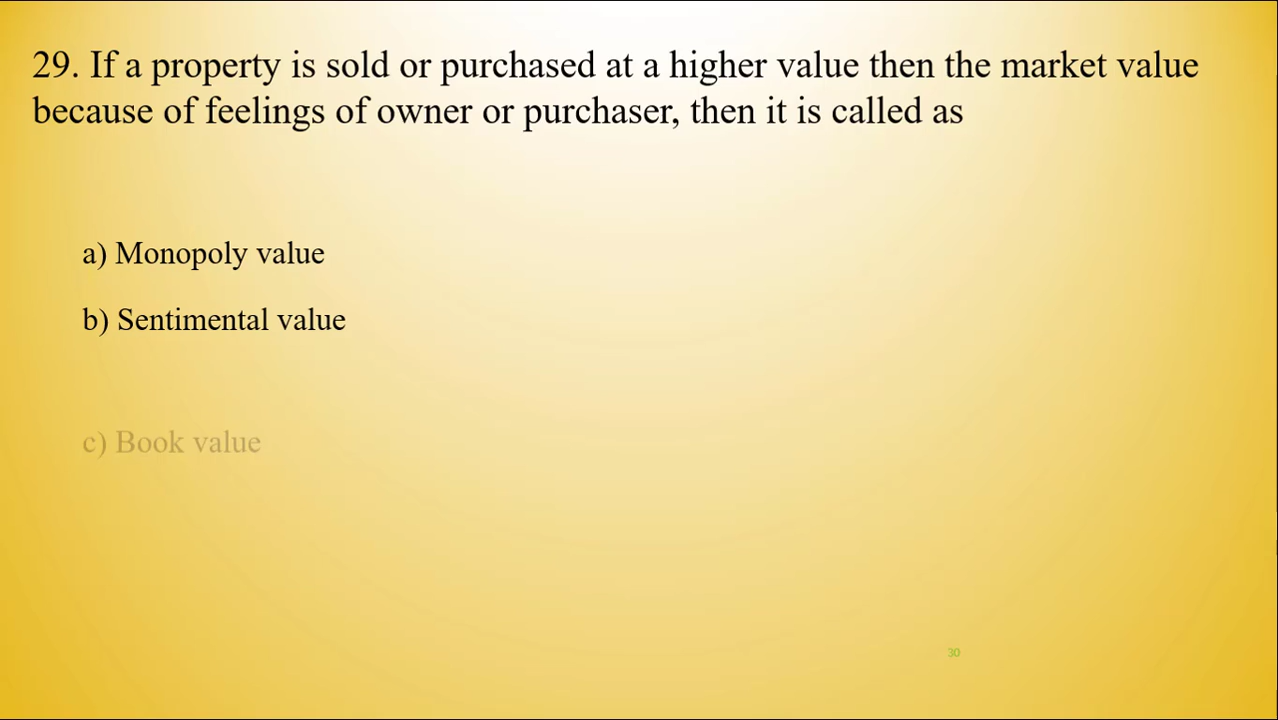 29. If a property is sold or purchased at a higher value then the market value
because of feelings of owner or purchaser, then it is called as
a) Monopoly value
b) Sentimental value
c) Book value
30